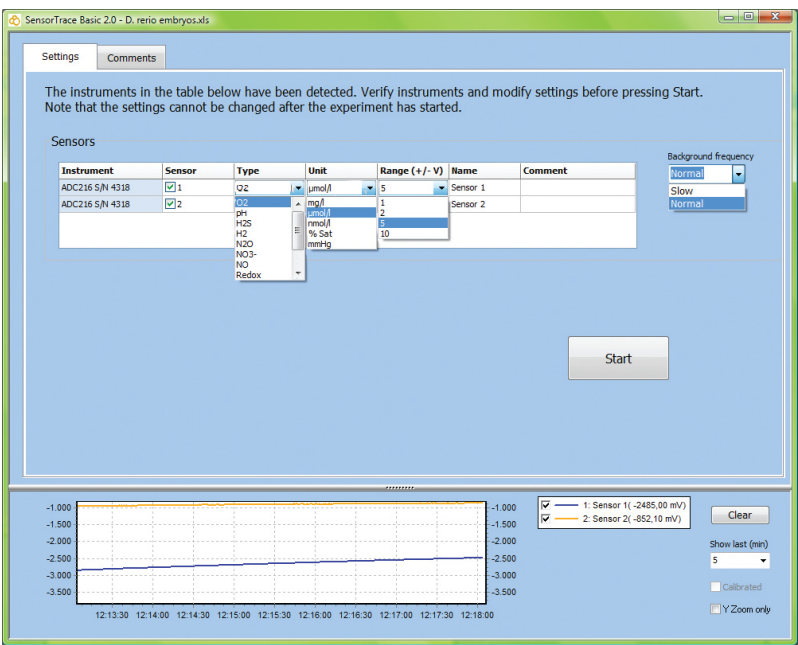 SensorTrace Basic 2.0 - D. rerio embryos.xls
Settings Comments
The instruments in the table below have been detected. Verify instruments and modify settings before pressing Start.
Note that the settings cannot be changed after the experiment has started.
Sensors
Background frequency
Normal
Slow
Normal
Instrument Sensor Type Unit Range (+/- V) Name Comment
ADC216 S/N 4318 1 O2 µmol/l 5 Sensor 1
ADC216 S/N 4318 2 Sensor 2
O2
pH
H2S
H2
N2O
NO3-
NO
Redox
mg/l
µmol/l
nmol/l
% Sat
mmHg
1
2
5
10
Start
-1.000
-1.500
-2.000
-2.500
-3.000
-3.500
-1.000
-1.500
-2.000
-2.500
-3.000
-3.500
12:13:30 12:14:00 12:14:30 12:15:00 12:15:30 12:16:00 12:16:30 12:17:00 12:17:30 12:18:00
1: Sensor 1( -2485,00 mV)
2: Sensor 2( -852,10 mV)
Clear
Show last (min)
5
Calibrated
Y Zoom only